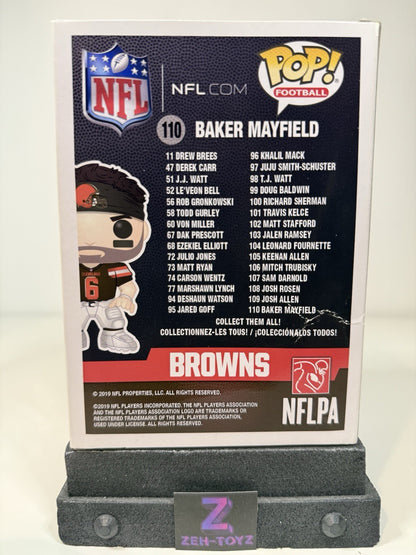 NFL
NFL.COM
POP!
FOOTBALL
110 BAKER MAYFIELD
11 DREW BREES
47 DEREK CARR
51 J.J. WATT
52 LE'VEON BELL
56 ROB GRONKOWSKI
58 TODD GURLEY
60 VON MILLER
67 DAK PRESCOTT
68 EZEKIEL ELLIOTT
72 JULIO JONES
73 MATT RYAN
74 CARSON WENTZ
77 MARSHAWN LYNCH
94 DESHAUN WATSON
95 JARED GOFF
96 KHALIL MACK
97 JUJU SMITH-SCHUSTER
98 T.J. WATT
99 DOUG BALDWIN
100 RICHARD SHERMAN
101 TRAVIS KELCE
102 MATT STAFFORD
103 JALEN RAMSEY
104 LEONARD FOURNETTE
105 KEENAN ALLEN
106 MITCH TRUBISKY
107 SAM DARNOLD
108 JOSH ROSEN
109 JOSH ALLEN
110 BAKER MAYFIELD
COLLECT THEM ALL!
COLLECTIONNEZ-LES TOUS! / ¡COLECCIÓNALOS TODOS!
6
BROWNS
© 2019 NFL PROPERTIES, LLC. ALL RIGHTS RESERVED.
©2019 NFL PLAYERS INCORPORATED. THE NFL PLAYERS ASSOCIATION
AND THE NFL PLAYERS ASSOCIATION LOGO ARE TRADEMARKS OR
REGISTERED TRADEMARKS OF THE NFL PLAYERS ASSOCIATION,
USED UNDER LICENSE. ALL RIGHTS RESERVED.
NFLPA
Z
ZEH-TOYZ